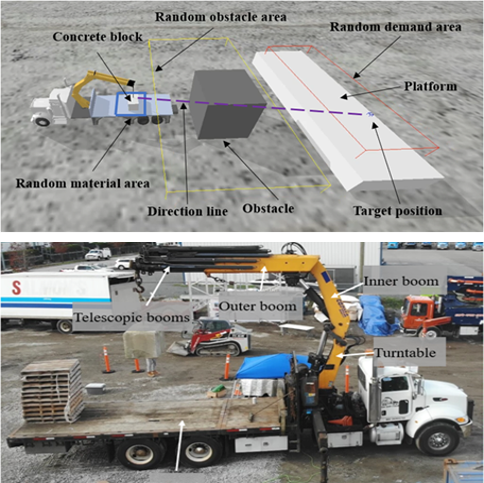 Random obstacle area
Concrete block
Random demand area
Platform
Random material area
Direction line
Obstacle
Target position
S
Inner boom
Outer boom
Telescopic booms
Turntable